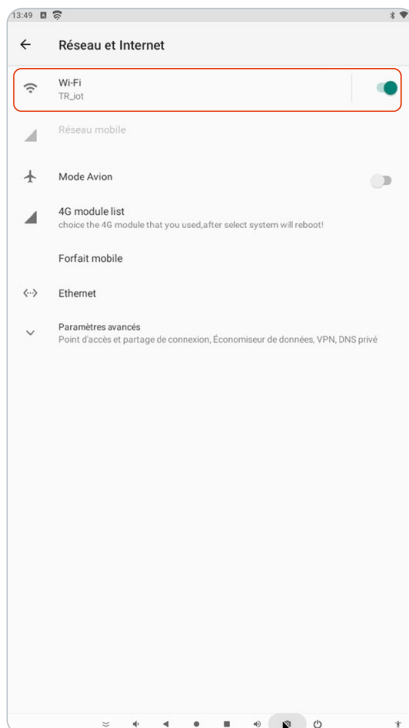 13:49
Réseau et Internet
Wi-Fi
TR_iot
Réseau mobile
Mode Avion
4G module list
choice the 4G module that you used,after select system will reboot!
Forfait mobile
Ethernet
Paramètres avancés
Point d'accès et partage de connexion, Économiseur de données, VPN, DNS privé